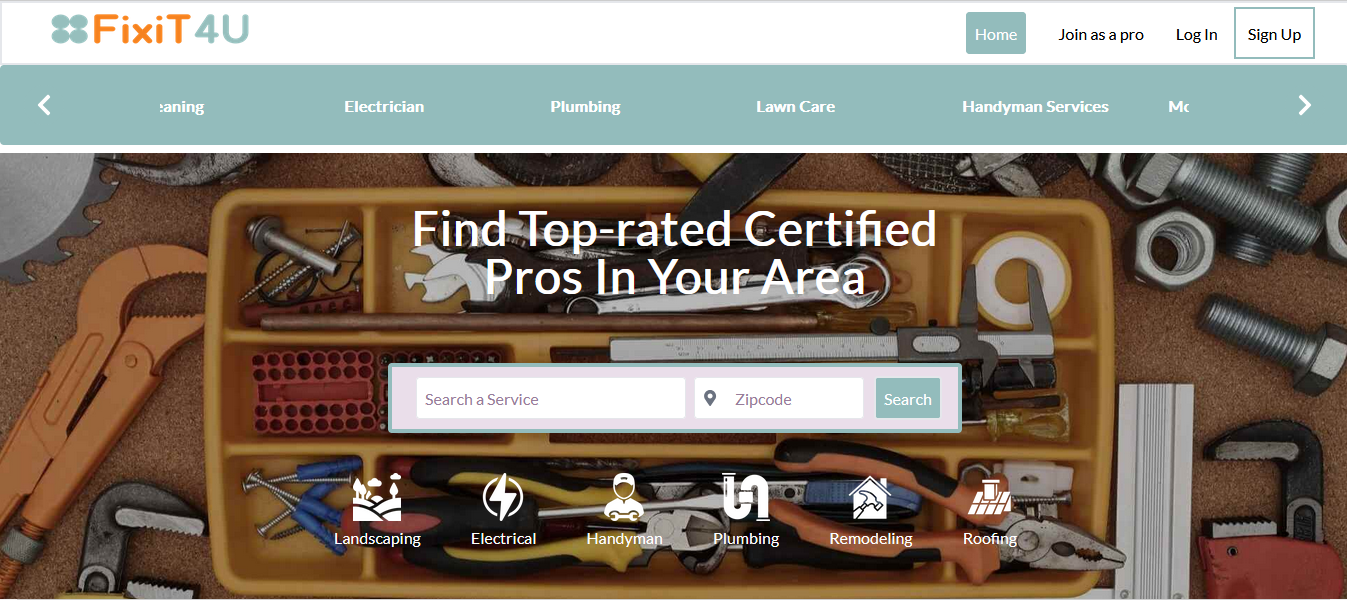 FixiT4U
Home
Join as a pro
Log In
Sign Up
eaning
Electrician
Plumbing
Lawn Care
Handyman Services
Mo
Find Top-rated Certified
Pros In Your Area
Search a Service
Zipcode
Search
Landscaping
Electrical
Handyman
Plumbing
Remodeling
Roofing